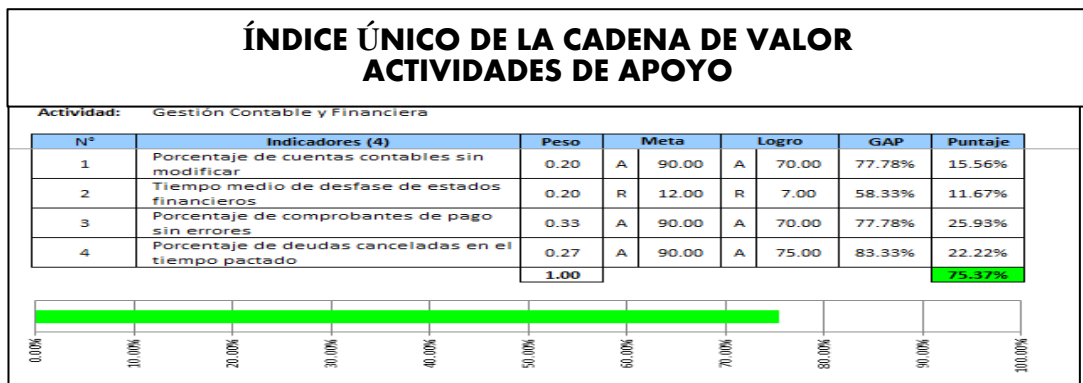 ÍNDICE ÚNICO DE LA CADENA DE VALOR
ACTIVIDADES DE APOYO
Actividad: Gestión Contable y Financiera
N° Indicadores (4) Peso Meta Logro GAP Puntaje
1 Porcentaje de cuentas contables sin modificar 0.20 A 90.00 A 70.00 77.78% 15.56%
2 Tiempo medio de desfase de estados financieros 0.20 R 12.00 R 7.00 58.33% 11.67%
3 Porcentaje de comprobantes de pago sin errores 0.33 A 90.00 A 70.00 77.78% 25.93%
4 Porcentaje de deudas canceladas en el tiempo pactado 0.27 A 90.00 A 75.00 83.33% 22.22%
1.00 75.37%
0.00% 10.00% 20.00% 30.00% 40.00% 50.00% 60.00% 70.00% 80.00% 90.00% 100.00%